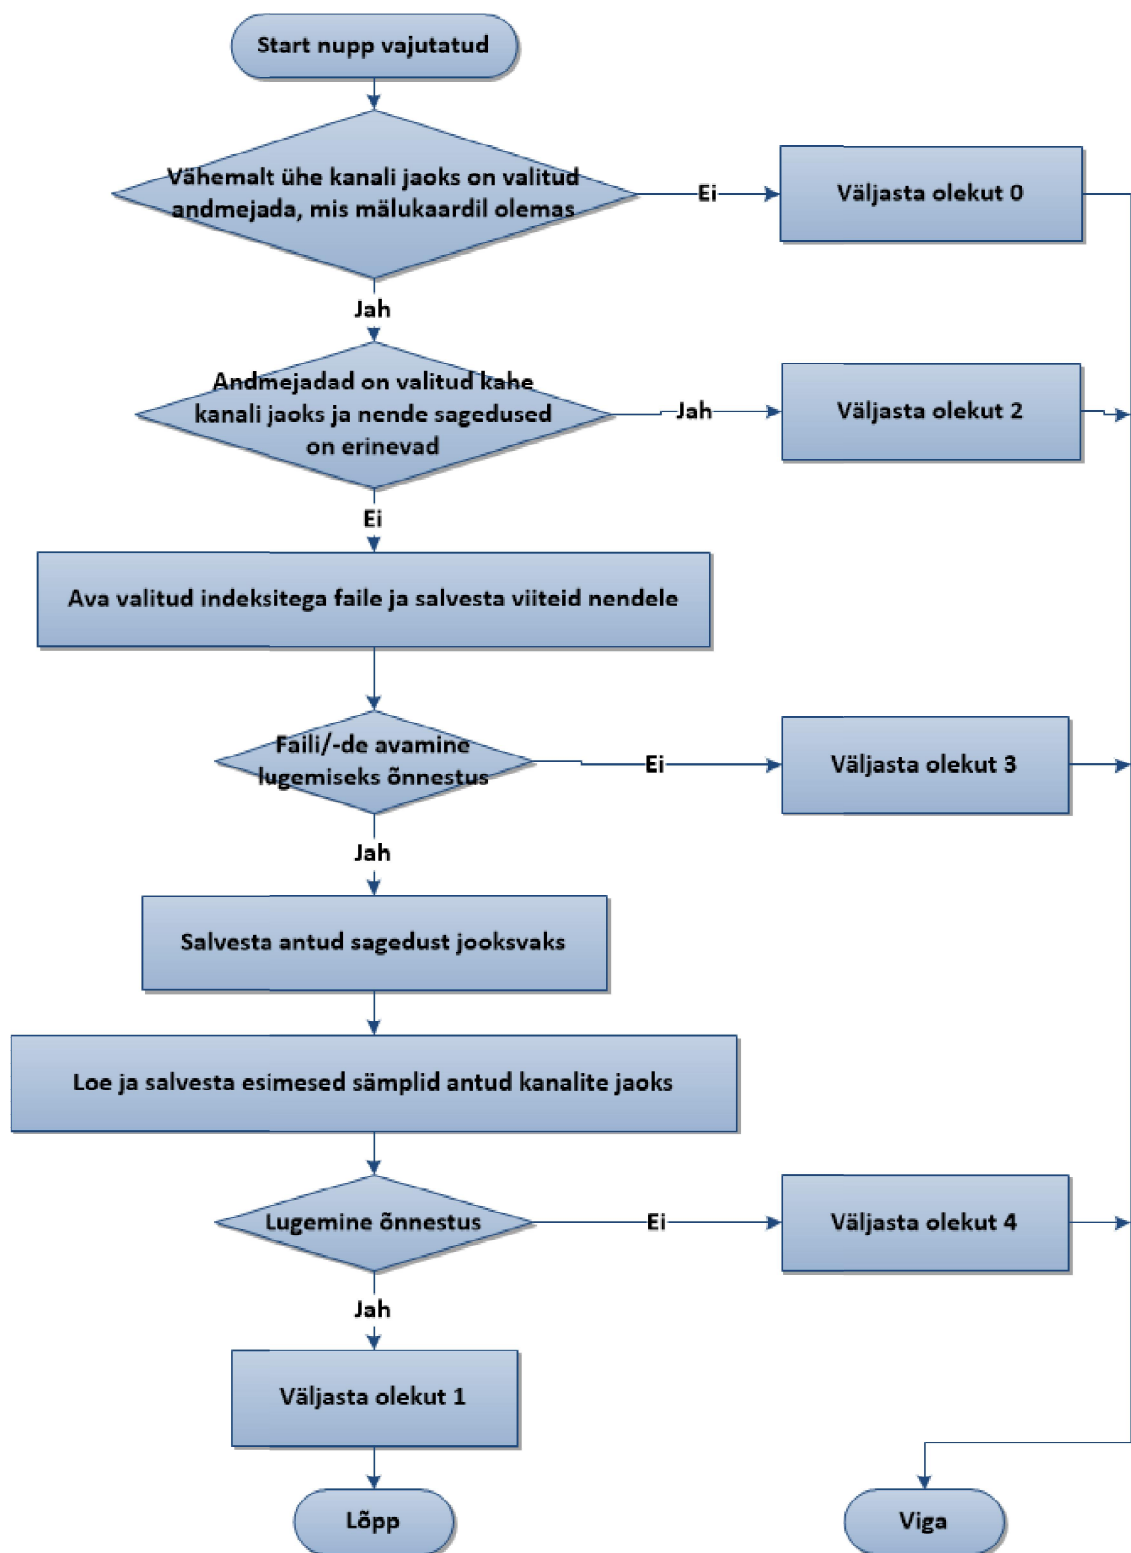 Start nupp vajutatud
Vähemalt ühe kanali jaoks on valitud
andmejada, mis mälukaardil olemas
Ei
Väljasta olekut 0
Jah
Andmejadad on valitud kahe
kanali jaoks ja nende sagedused
on erinevad
Jah
Väljasta olekut 2
Ei
Ava valitud indeksitega faile ja salvesta viiteid nendele
Faili/-de avamine
lugemiseks õnnestus
Ei
Väljasta olekut 3
Jah
Salvesta antud sagedust jooksvaks
Loe ja salvesta esimesed sämplid antud kanalite jaoks
Lugemine õnnestus
Ei
Väljasta olekut 4
Jah
Väljasta olekut 1
Lõpp
Viga